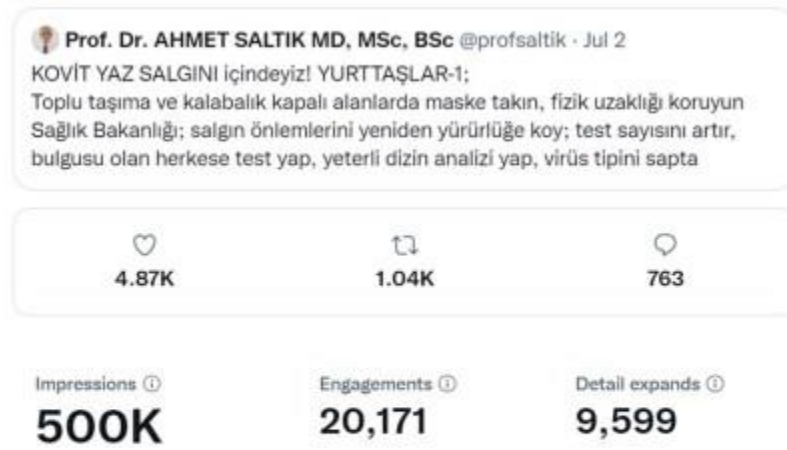 Prof. Dr. AHMET SALTIK MD, MSc, BSc @profsaltik · Jul 2
KOVİT YAZ SALGINI içindeyiz! YURTTAŞLAR-1;
Toplu taşıma ve kalabalık kapalı alanlarda maske takın, fizik uzaklığı koruyun
Sağlık Bakanlığı; salgın önlemlerini yeniden yürürlüğe koy; test sayısını artır,
bulgusu olan herkese test yap, yeterli dizin analizi yap, virüs tipini sapta
4.87K 1.04K 763
Impressions Engagements Detail expands
500K 20,171 9,599